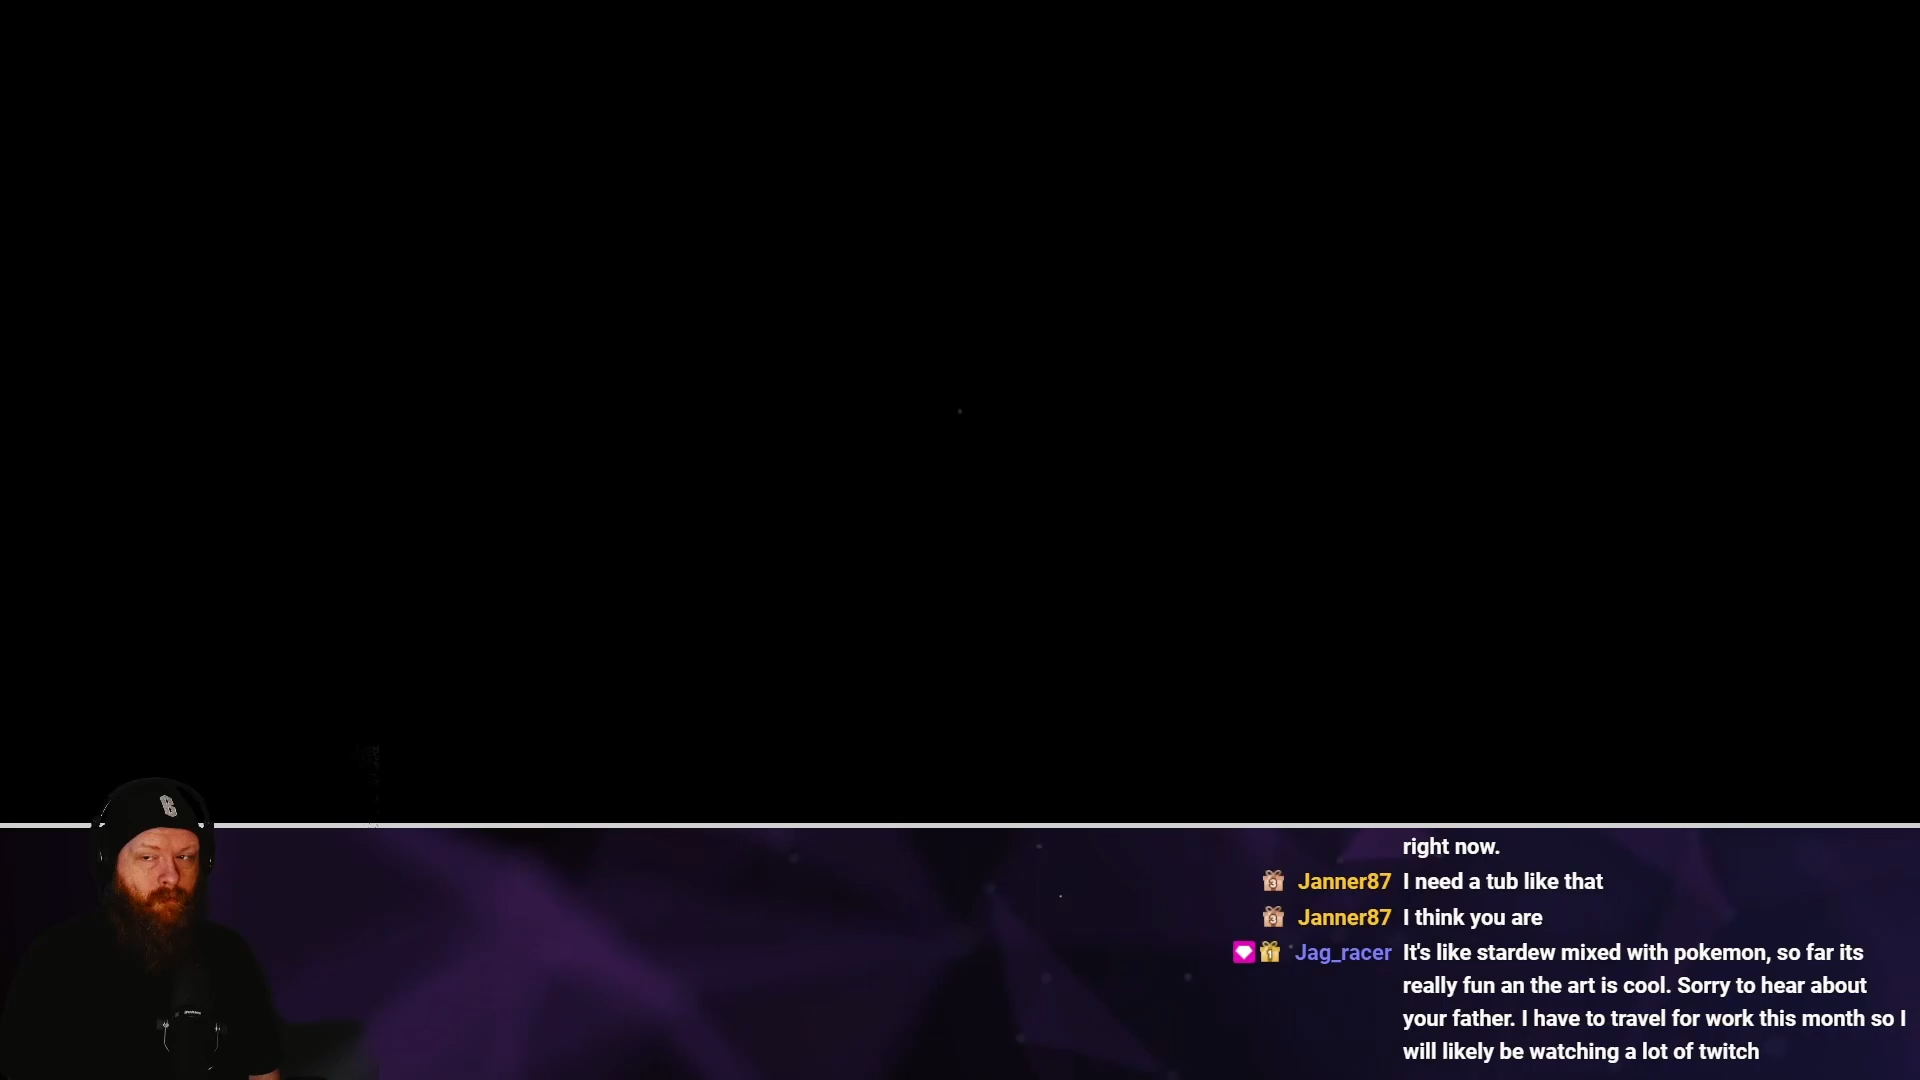 right now.
Janner87 I need a tub like that
Janner87 I think you are
Jag_racer It's like stardew mixed with pokemon, so far its
really fun an the art is cool. Sorry to hear about
your father. I have to travel for work this month so I
will likely be watching a lot of twitch